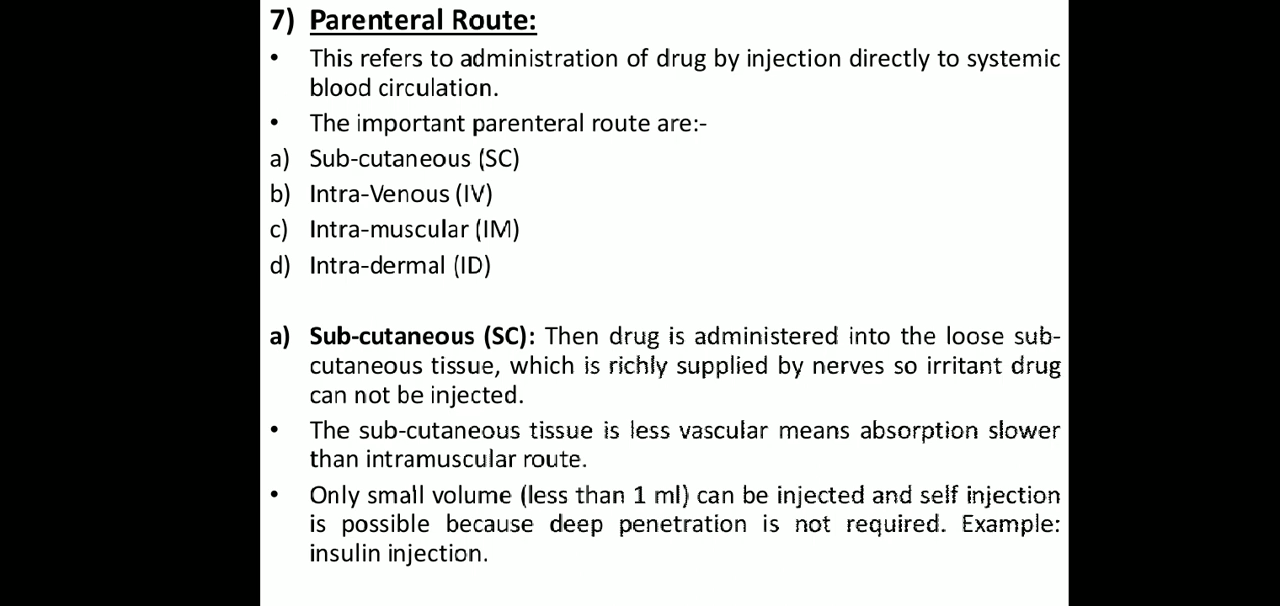 7) Parenteral Route:
• This refers to administration of drug by injection directly to systemic
blood circulation.
• The important parenteral route are:-
a) Sub-cutaneous (SC)
b) Intra-Venous (IV)
c) Intra-muscular (IM)
d) Intra-dermal (ID)
a) Sub-cutaneous (SC): Then drug is administered into the loose sub-
cutaneous tissue, which is richly supplied by nerves so irritant drug
can not be injected.
• The sub-cutaneous tissue is less vascular means absorption slower
than intramuscular route.
• Only small volume (less than 1 ml) can be injected and self injection
is possible because deep penetration is not required. Example:
insulin injection.